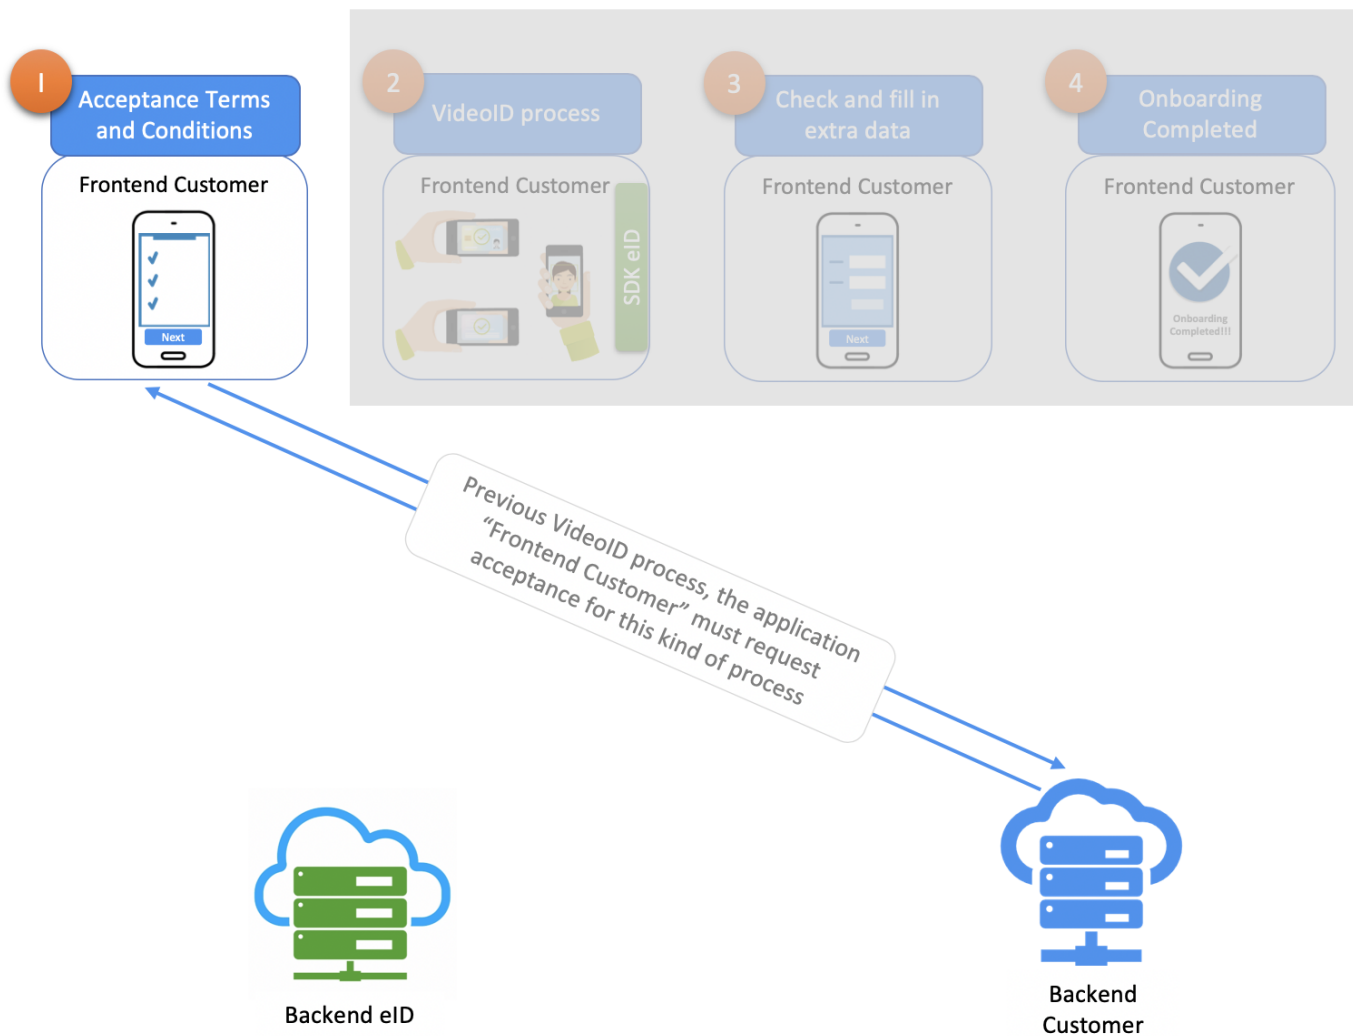 1
Acceptance Terms
and Conditions
Frontend Customer
Next
2
VideoID process
Frontend Customer
SDK eID
3
Check and fill in
extra data
Frontend Customer
Next
4
Onboarding
Completed
Frontend Customer
Onboarding
Completed!!!
Previous VideoID process, the application
“Frontend Customer” must request
acceptance for this kind of process
Backend eID
Backend
Customer